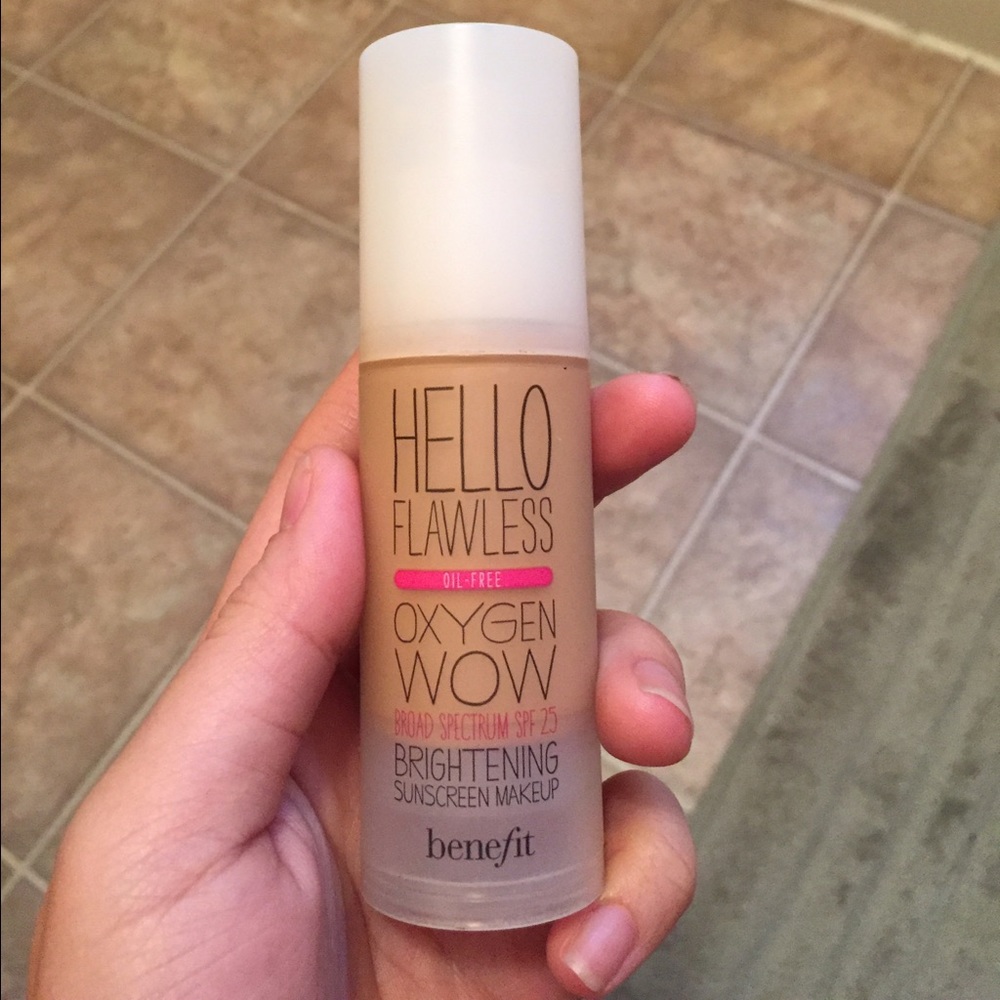 HELLO
FLAWLESS
OIL-FREE
OXYGEN
WOW
BROAD SPECTRUM SPF 25
BRIGHTENING
SUNSCREEN MAKEUP
benefit